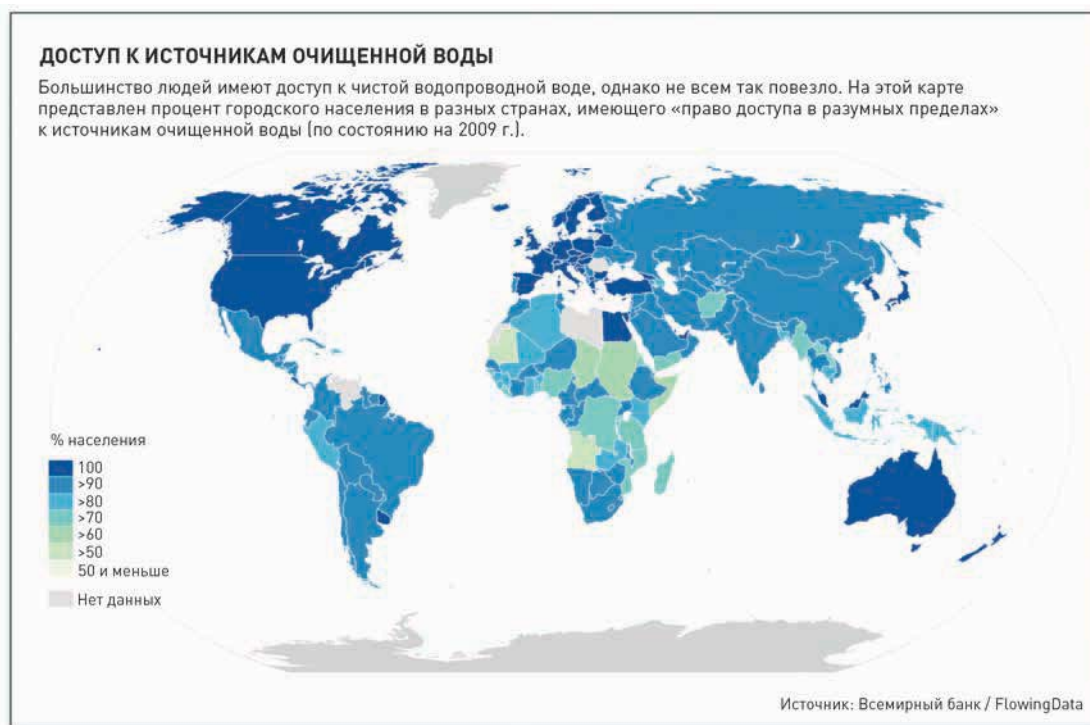 ДОСТУП К ИСТОЧНИКАМ ОЧИЩЕННОЙ ВОДЫ
Большинство людей имеют доступ к чистой водопроводной воде, однако не всем так повезло. На этой карте
представлен процент городского населения в разных странах, имеющего «право доступа в разумных пределах»
к источникам очищенной воды (по состоянию на 2009 г.).
% населения
100
>90
>80
>70
>60
>50
50 и меньше
Нет данных
Источник: Всемирный банк / FlowingData